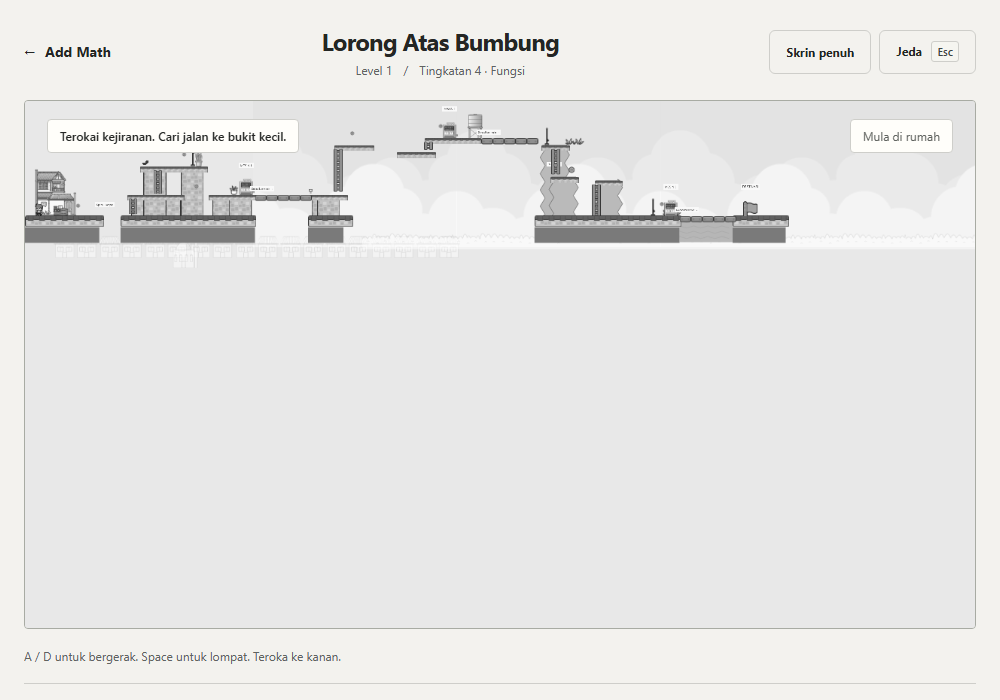 ← Add Math
Lorong Atas Bumbung
Level 1 / Tingkatan 4 · Fungsi
Skrin penuh
Jeda Esc
Terokai kejiranan. Cari jalan ke bukit kecil.
Mula di rumah
A / D untuk bergerak. Space untuk lompat. Teroka ke kanan.